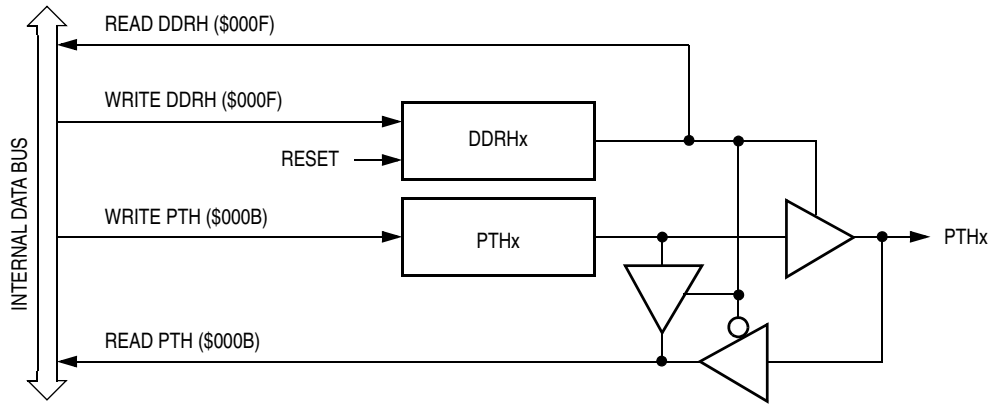 READ DDRH ($000F)
WRITE DDRH ($000F)
DDRHx
RESET
WRITE PTH ($000B)
PTHx
PTHx
READ PTH ($000B)
INTERNAL DATA BUS